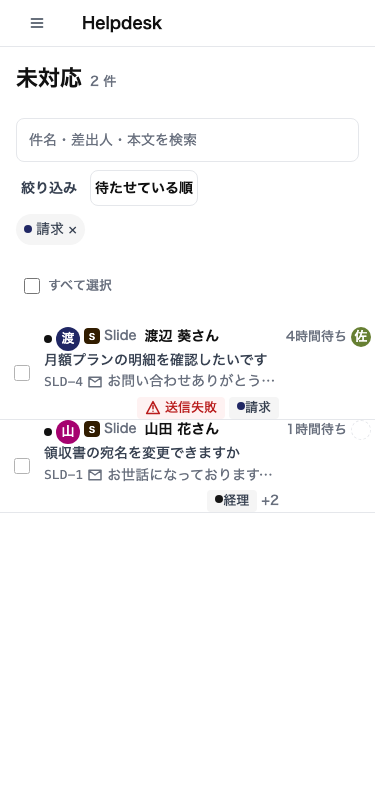 Helpdesk
未対応 2 件
件名・差出人・本文を検索
絞り込み 待たせている順
請求 ×
すべて選択
渡 S Slide 渡辺 葵さん 4時間待ち 佐
月額プランの明細を確認したいです
SLD-4 お問い合わせありがとう…
送信失敗 請求
山 S Slide 山田 花さん 1時間待ち
領収書の宛名を変更できますか
SLD-1 お世話になっております…
経理 +2